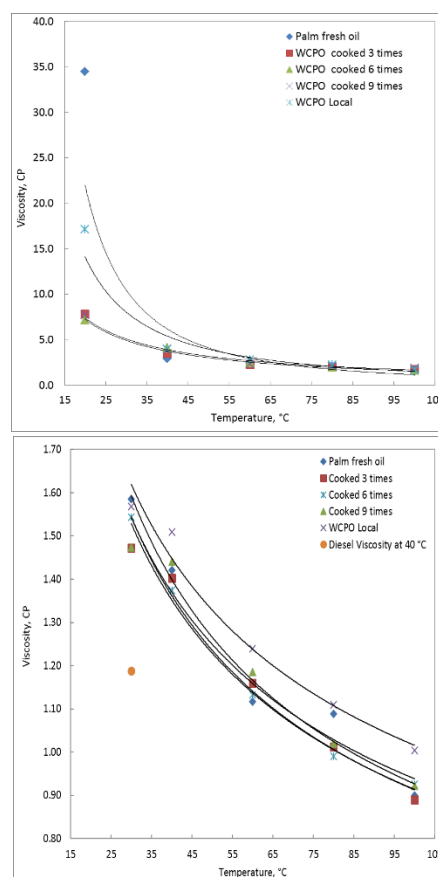 40.0
35.0
30.0
25.0
20.0
15.0
10.0
5.0
0.0
Viscosity, CP
Palm fresh oil
WCPO cooked 3 times
WCPO cooked 6 times
WCPO cooked 9 times
WCPO Local
15 25 35 45 55 65 75 85 95
Temperature, °C
1.70
1.60
1.50
1.40
1.30
1.20
1.10
1.00
0.90
0.80
Viscosity, CP
Palm fresh oil
Cooked 3 times
Cooked 6 times
Cooked 9 times
WCPO Local
Diesel Viscosity at 40 °C
15 25 35 45 55 65 75 85 95
Temperature, °C